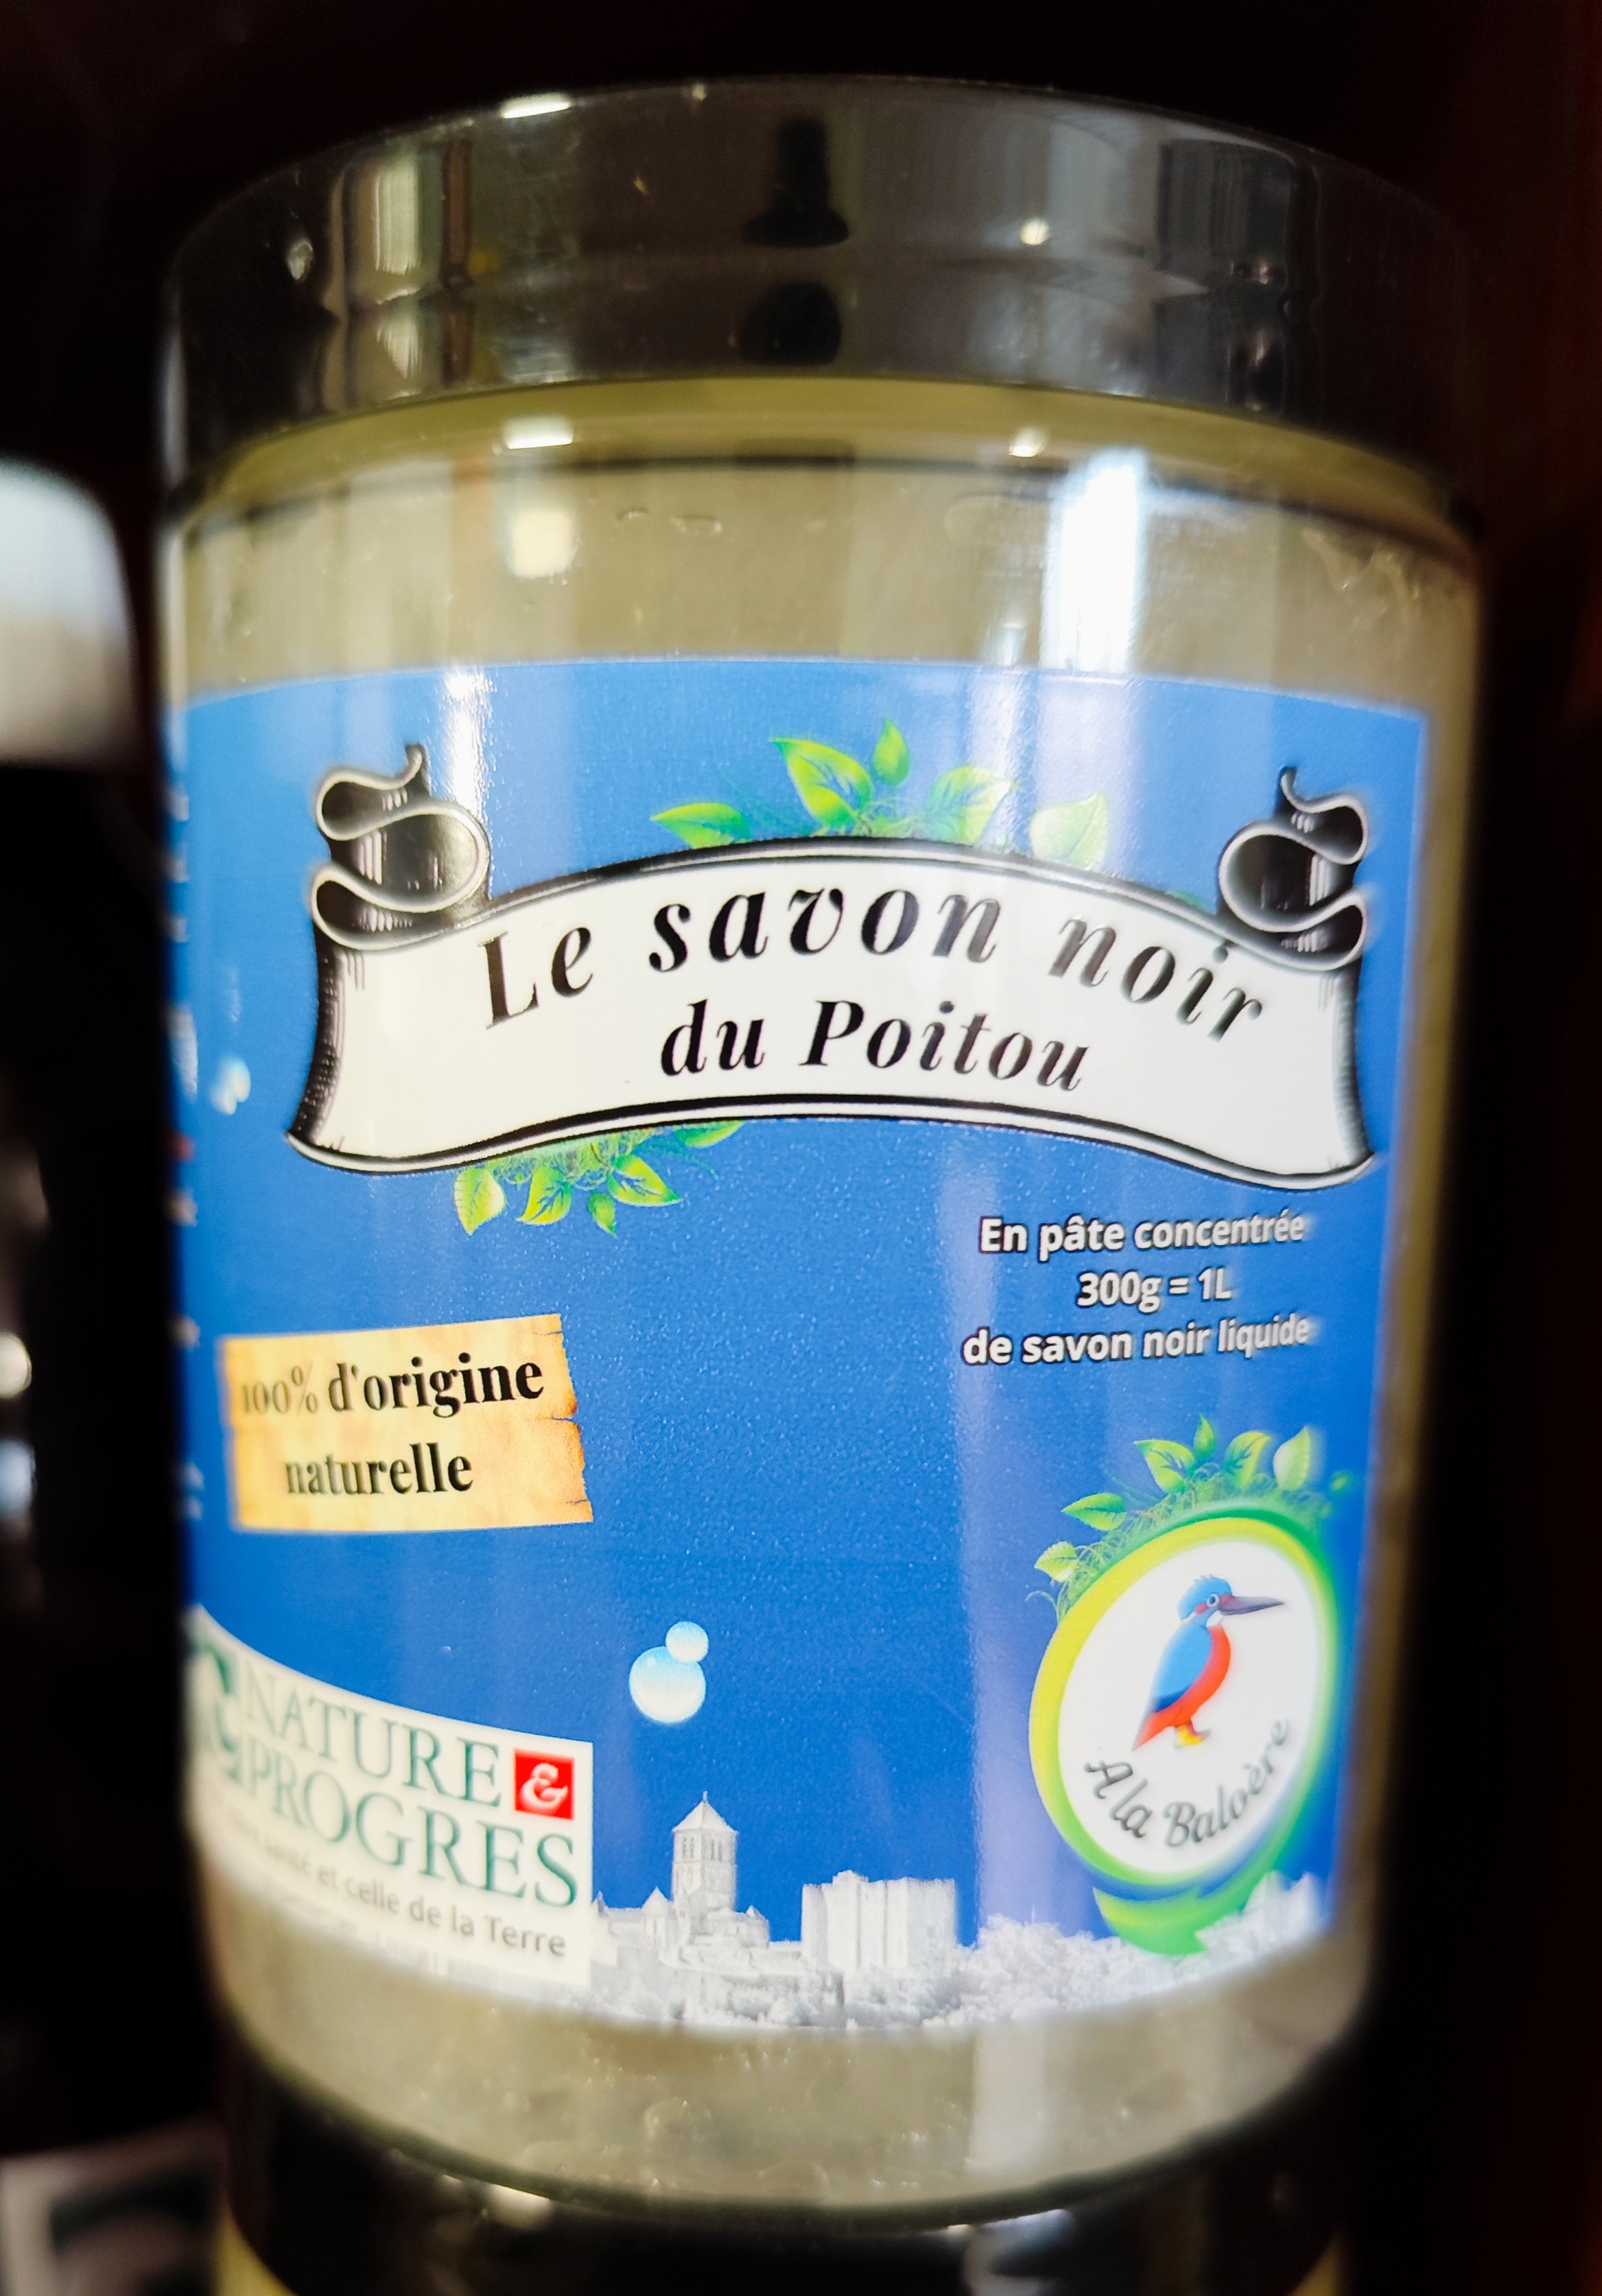 Le savon noir
du Poitou
En pâte concentrée
300g = 1L
de savon noir liquide
100% d'origine
naturelle
A la Baloère
NATURE &
PROGRES
santé et celle de la Terre